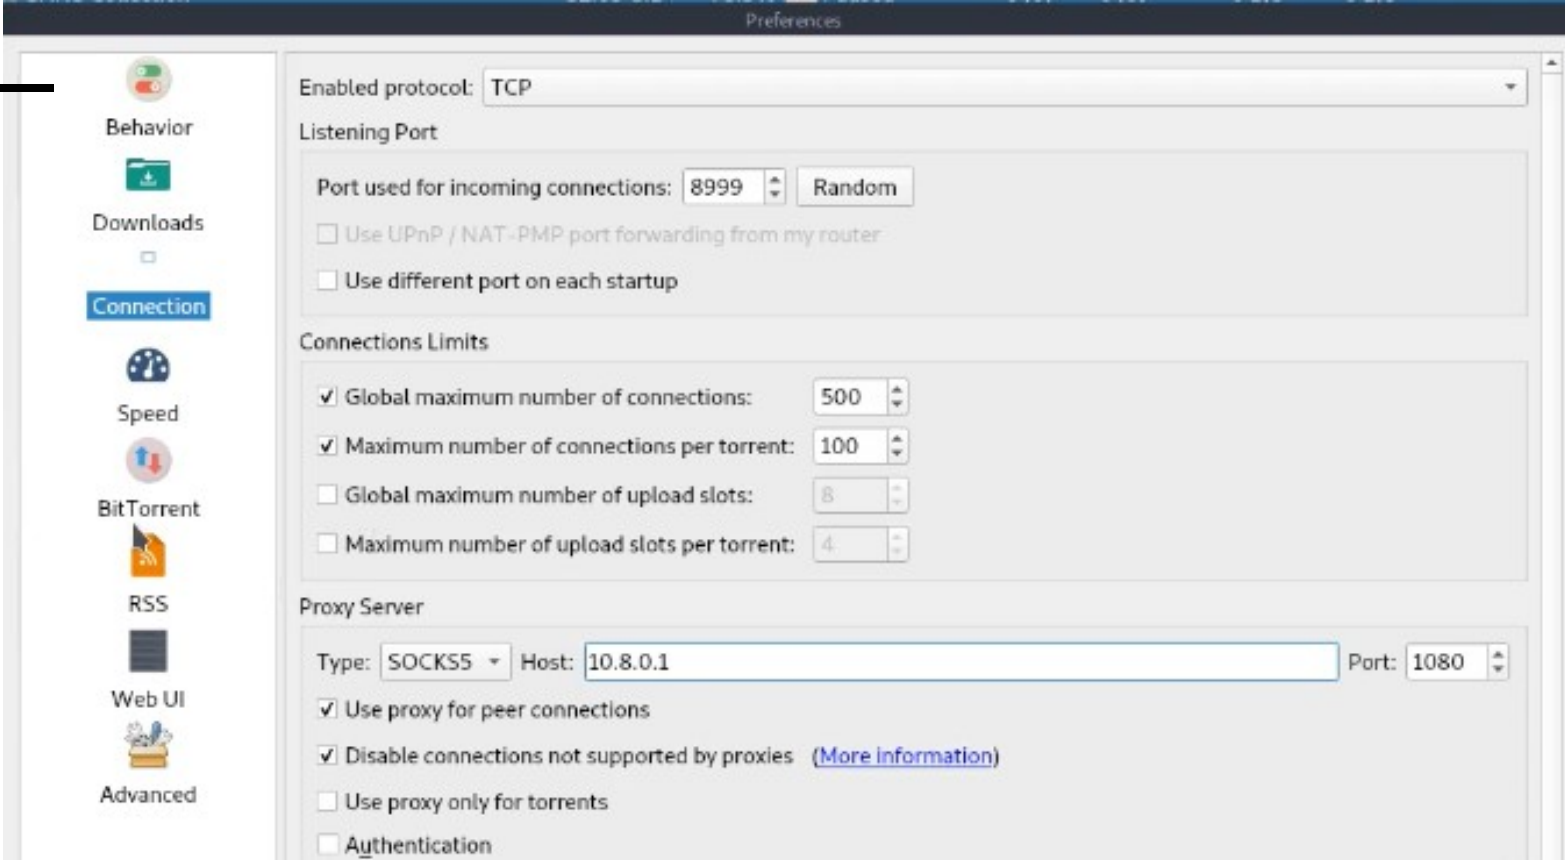 Preferences
Behavior
Downloads
Connection
Speed
BitTorrent
RSS
Web UI
Advanced
Enabled protocol: TCP
Listening Port
Port used for incoming connections: 8999 Random
Use UPnP / NAT-PMP port forwarding from my router
Use different port on each startup
Connections Limits
Global maximum number of connections: 500
Maximum number of connections per torrent: 100
Global maximum number of upload slots: 8
Maximum number of upload slots per torrent: 4
Proxy Server
Type: SOCKS5 Host: 10.8.0.1 Port: 1080
Use proxy for peer connections
Disable connections not supported by proxies (More information)
Use proxy only for torrents
Authentication